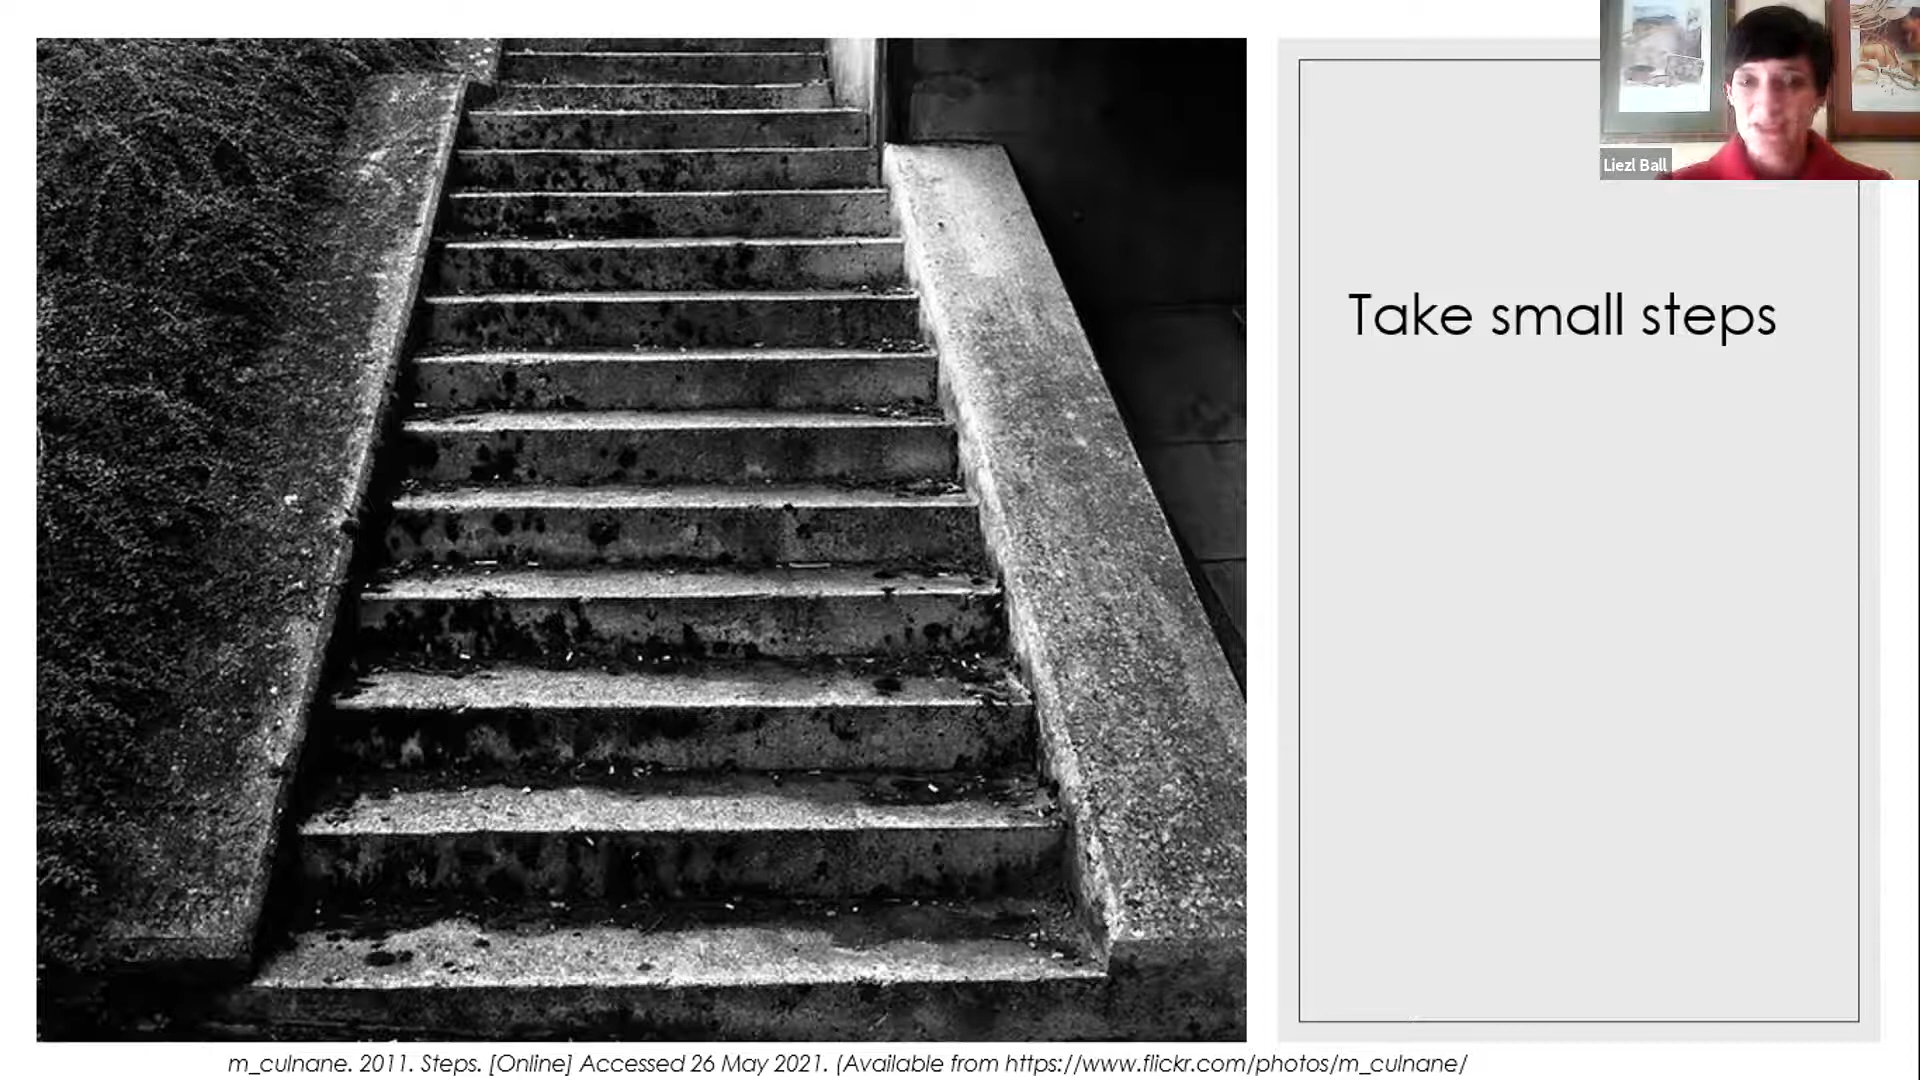 Liezl Ball
Take small steps
m_culnane. 2011. Steps. [Online] Accessed 26 May 2021. (Available from https://www.flickr.com/photos/m_culnane/